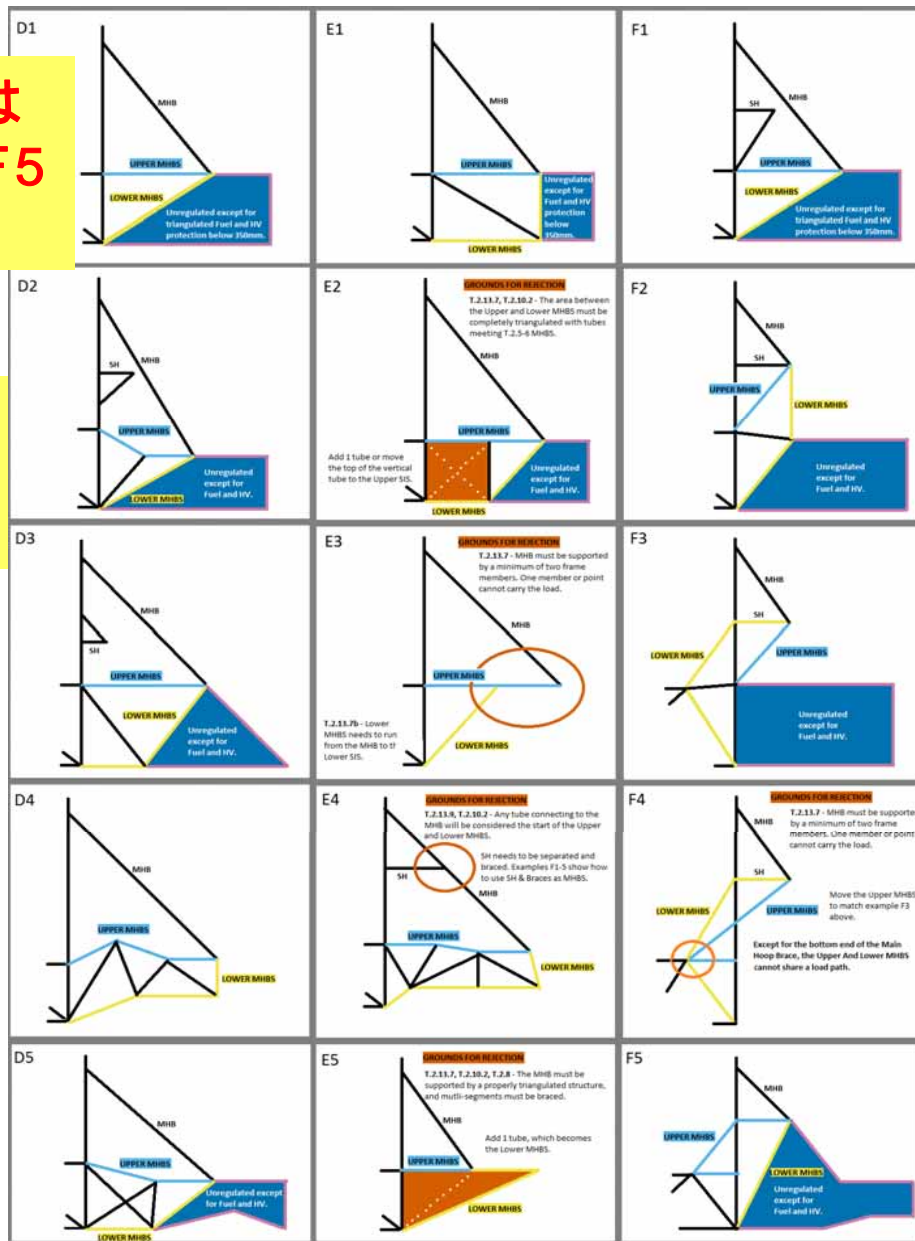 は
F5
D1
MHB
UPPER MHBS
LOWER MHBS
Unregulated except for
triangulated Fuel and HV
protection below 350mm.
E1
MHB
UPPER MHBS
Unregulated
except for
Fuel and HV
protection
below
350mm.
LOWER MHBS
F1
SH
MHB
UPPER MHBS
LOWER MHBS
Unregulated except for
triangulated Fuel and HV
protection below 350mm.
D2
SH
MHB
UPPER MHBS
Unregulated
except for
Fuel and HV.
LOWER MHBS
E2
GROUNDS FOR REJECTION
T.2.13.7, T.2.10.2 - The area between
the Upper and Lower MHBS must be
completely triangulated with tubes
meeting T.2.5-6 MHBS.
MHB
UPPER MHBS
Add 1 tube or move
the top of the vertical
tube to the Upper SIS.
Unregulated
except for
Fuel and HV.
LOWER MHBS
F2
MHB
SH
UPPER MHBS
LOWER MHBS
Unregulated
except for
Fuel and HV.
D3
MHB
SH
UPPER MHBS
LOWER MHBS
Unregulated
except for
Fuel and HV.
E3
GROUNDS FOR REJECTION
T.2.13.7 - MHB must be supported
by a minimum of two frame
members. One member or point
cannot carry the load.
MHB
UPPER MHBS
T.2.13.7b - Lower
MHBS needs to run
from the MHB to th
Lower SIS.
LOWER MHBS
F3
MHB
SH
LOWER MHBS
UPPER MHBS
Unregulated
except for
Fuel and HV.
D4
MHB
UPPER MHBS
LOWER MHBS
E4
GROUNDS FOR REJECTION
T.2.13.9, T.2.10.2 - Any tube connecting to the
MHB will be considered the start of the Upper
and Lower MHBS.
SH needs to be separated and
braced. Examples F1-5 show how
to use SH & Braces as MHBS.
SH
MHB
UPPER MHBS
LOWER MHBS
F4
GROUNDS FOR REJECTION
T.2.13.7 - MHB must be supporte
by a minimum of two frame
members. One member or point
cannot carry the load.
MHB
SH
LOWER MHBS
UPPER MHBS
Move the Upper MHBS
to match example F3
above.
Except for the bottom end of the Main
Hoop Brace, the Upper And Lower MHBS
cannot share a load path.
D5
MHB
UPPER MHBS
Unregulated except
for Fuel and HV.
LOWER MHBS
E5
GROUNDS FOR REJECTION
T.2.13.7, T.2.10.2, T.2.8 - The MHB must be
supported by a properly triangulated structure,
and mutli-segments must be braced.
MHB
Add 1 tube, which becomes
the Lower MHBS.
UPPER MHBS
LOWER MHBS
F5
MHB
UPPER MHBS
LOWER MHBS
Unregulated
except for
Fuel and HV.